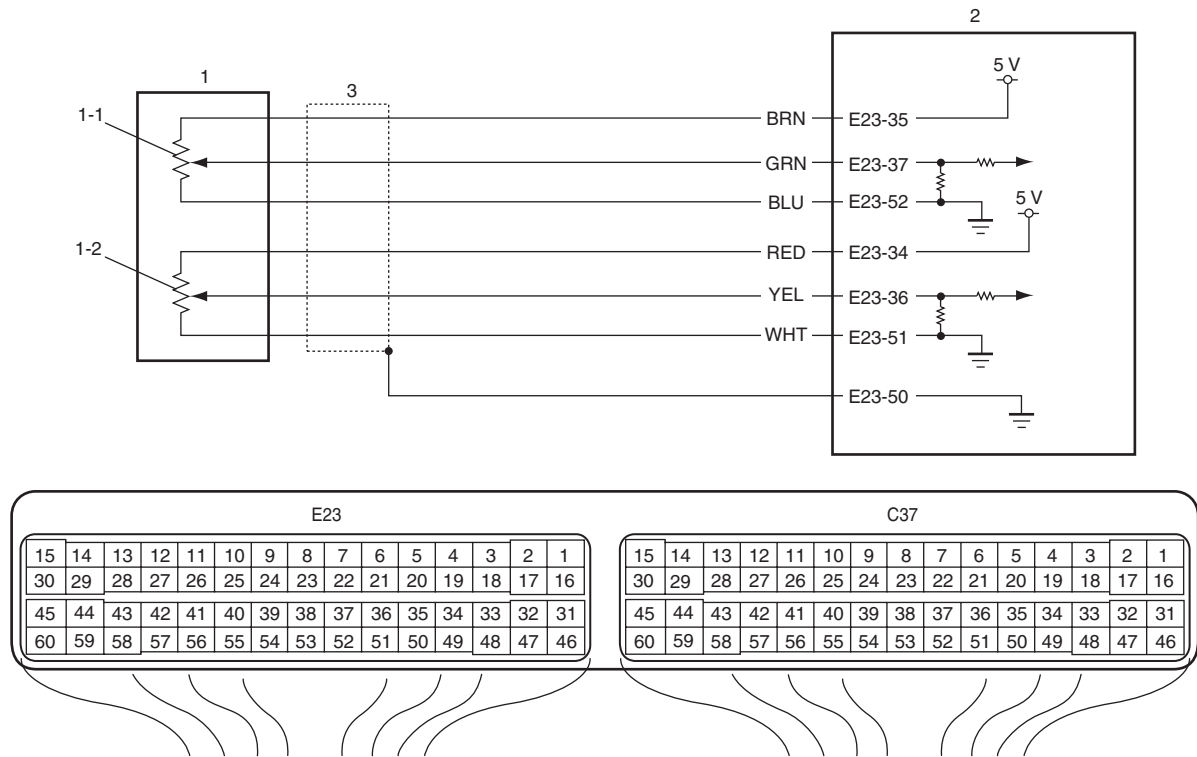 2
1
3
5 V
1-1
BRN
E23-35
GRN
E23-37
BLU
E23-52
5 V
1-2
RED
E23-34
YEL
E23-36
WHT
E23-51
E23-50
E23
C37
15 14 13 12 11 10 9 8 7 6 5 4 3 2 1
30 29 28 27 26 25 24 23 22 21 20 19 18 17 16
45 44 43 42 41 40 39 38 37 36 35 34 33 32 31
60 59 58 57 56 55 54 53 52 51 50 49 48 47 46
15 14 13 12 11 10 9 8 7 6 5 4 3 2 1
30 29 28 27 26 25 24 23 22 21 20 19 18 17 16
45 44 43 42 41 40 39 38 37 36 35 34 33 32 31
60 59 58 57 56 55 54 53 52 51 50 49 48 47 46